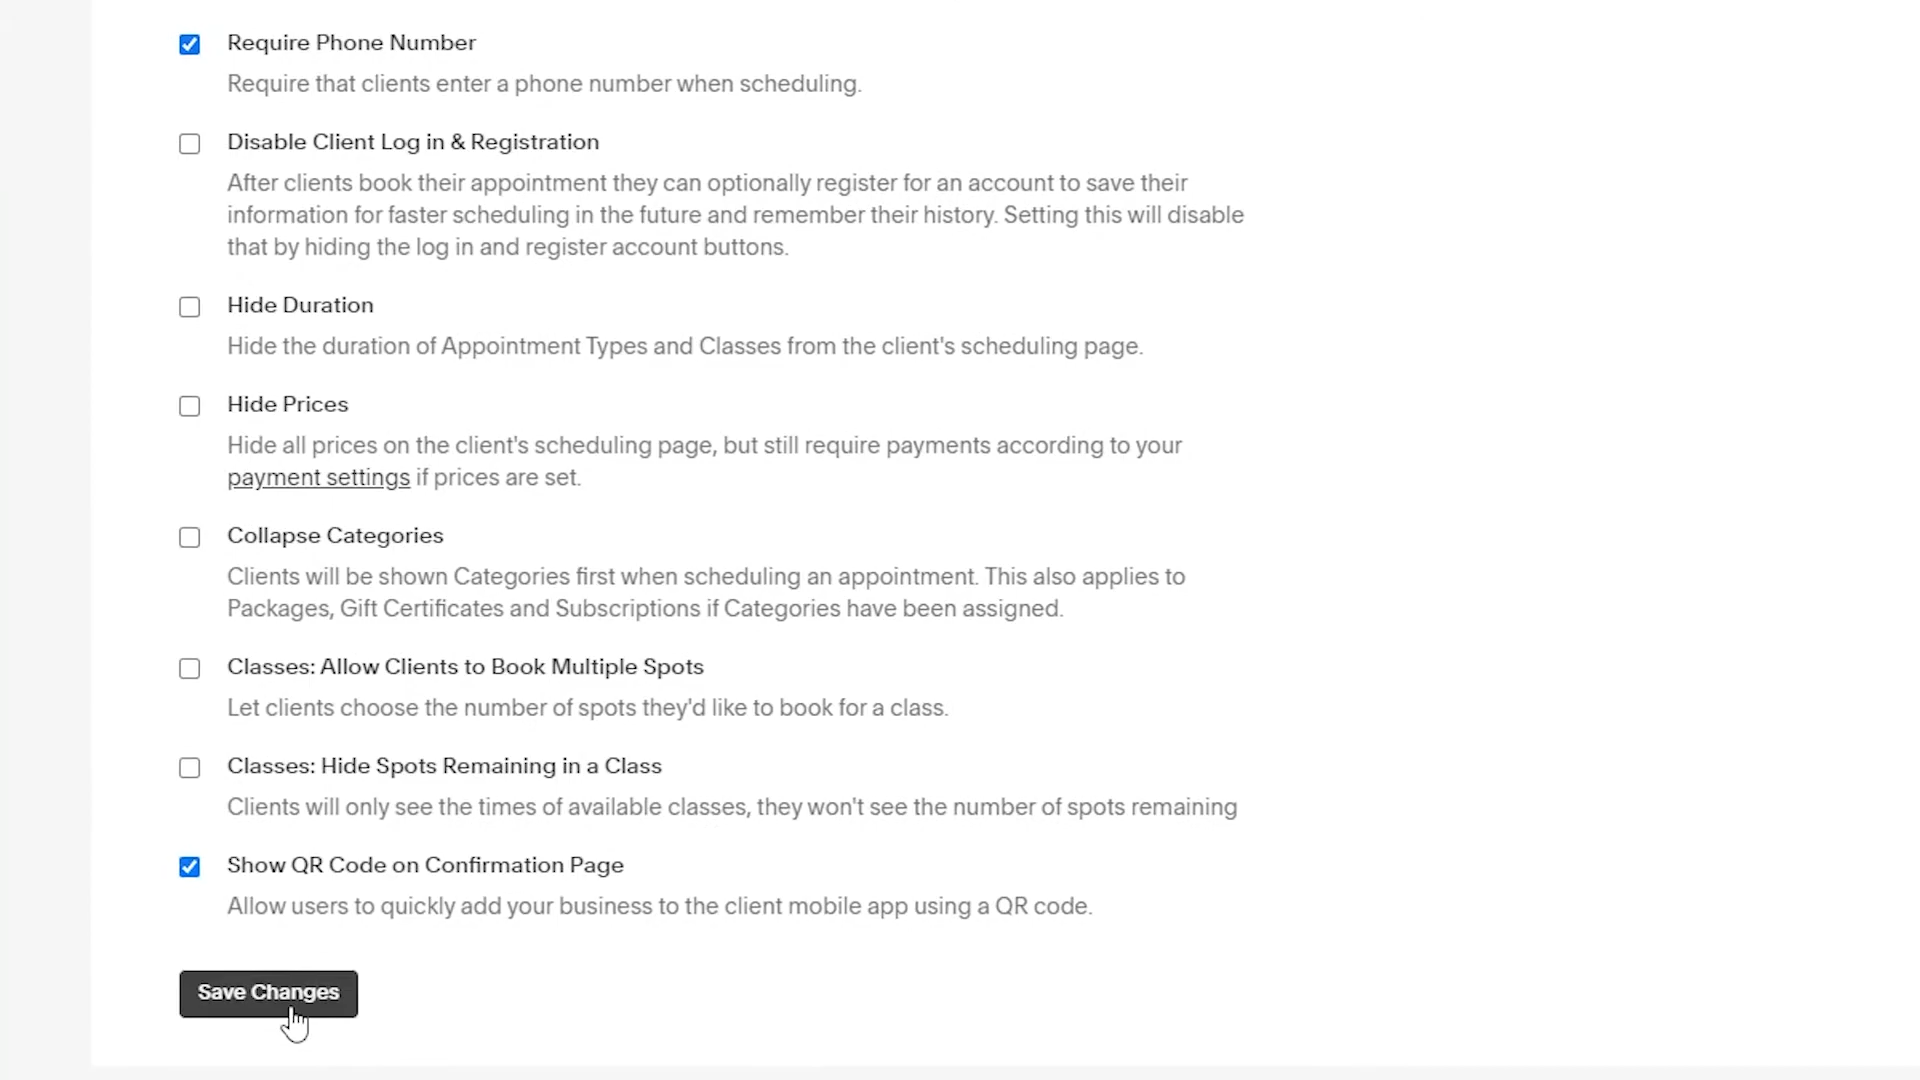 Require Phone Number
Require that clients enter a phone number when scheduling.
Disable Client Log in & Registration
After clients book their appointment they can optionally register for an account to save their
information for faster scheduling in the future and remember their history. Setting this will disable
that by hiding the log in and register account buttons.
Hide Duration
Hide the duration of Appointment Types and Classes from the client's scheduling page.
Hide Prices
Hide all prices on the client's scheduling page, but still require payments according to your
payment settings if prices are set.
Collapse Categories
Clients will be shown Categories first when scheduling an appointment. This also applies to
Packages, Gift Certificates and Subscriptions if Categories have been assigned.
Classes: Allow Clients to Book Multiple Spots
Let clients choose the number of spots they'd like to book for a class.
Classes: Hide Spots Remaining in a Class
Clients will only see the times of available classes, they won't see the number of spots remaining
Show QR Code on Confirmation Page
Allow users to quickly add your business to the client mobile app using a QR code.
Save Changes